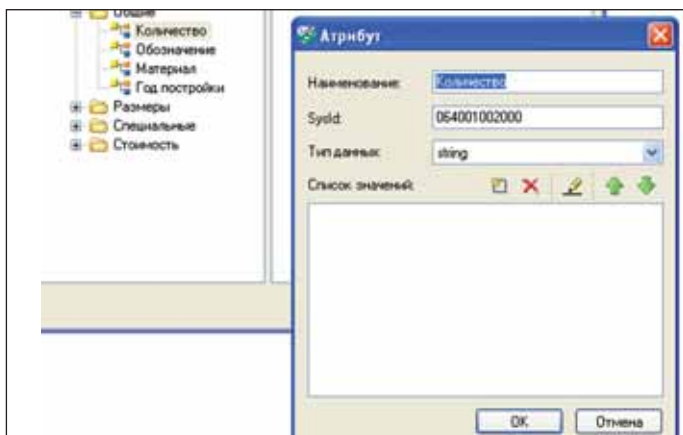 Общие
Количество
Обозначение
Материал
Год постройки
Размеры
Специальные
Стоимость
Атрибут
Наименование:
Количество
SysId:
064001002000
Тип данных:
string
Список значений:
OK
Отмена